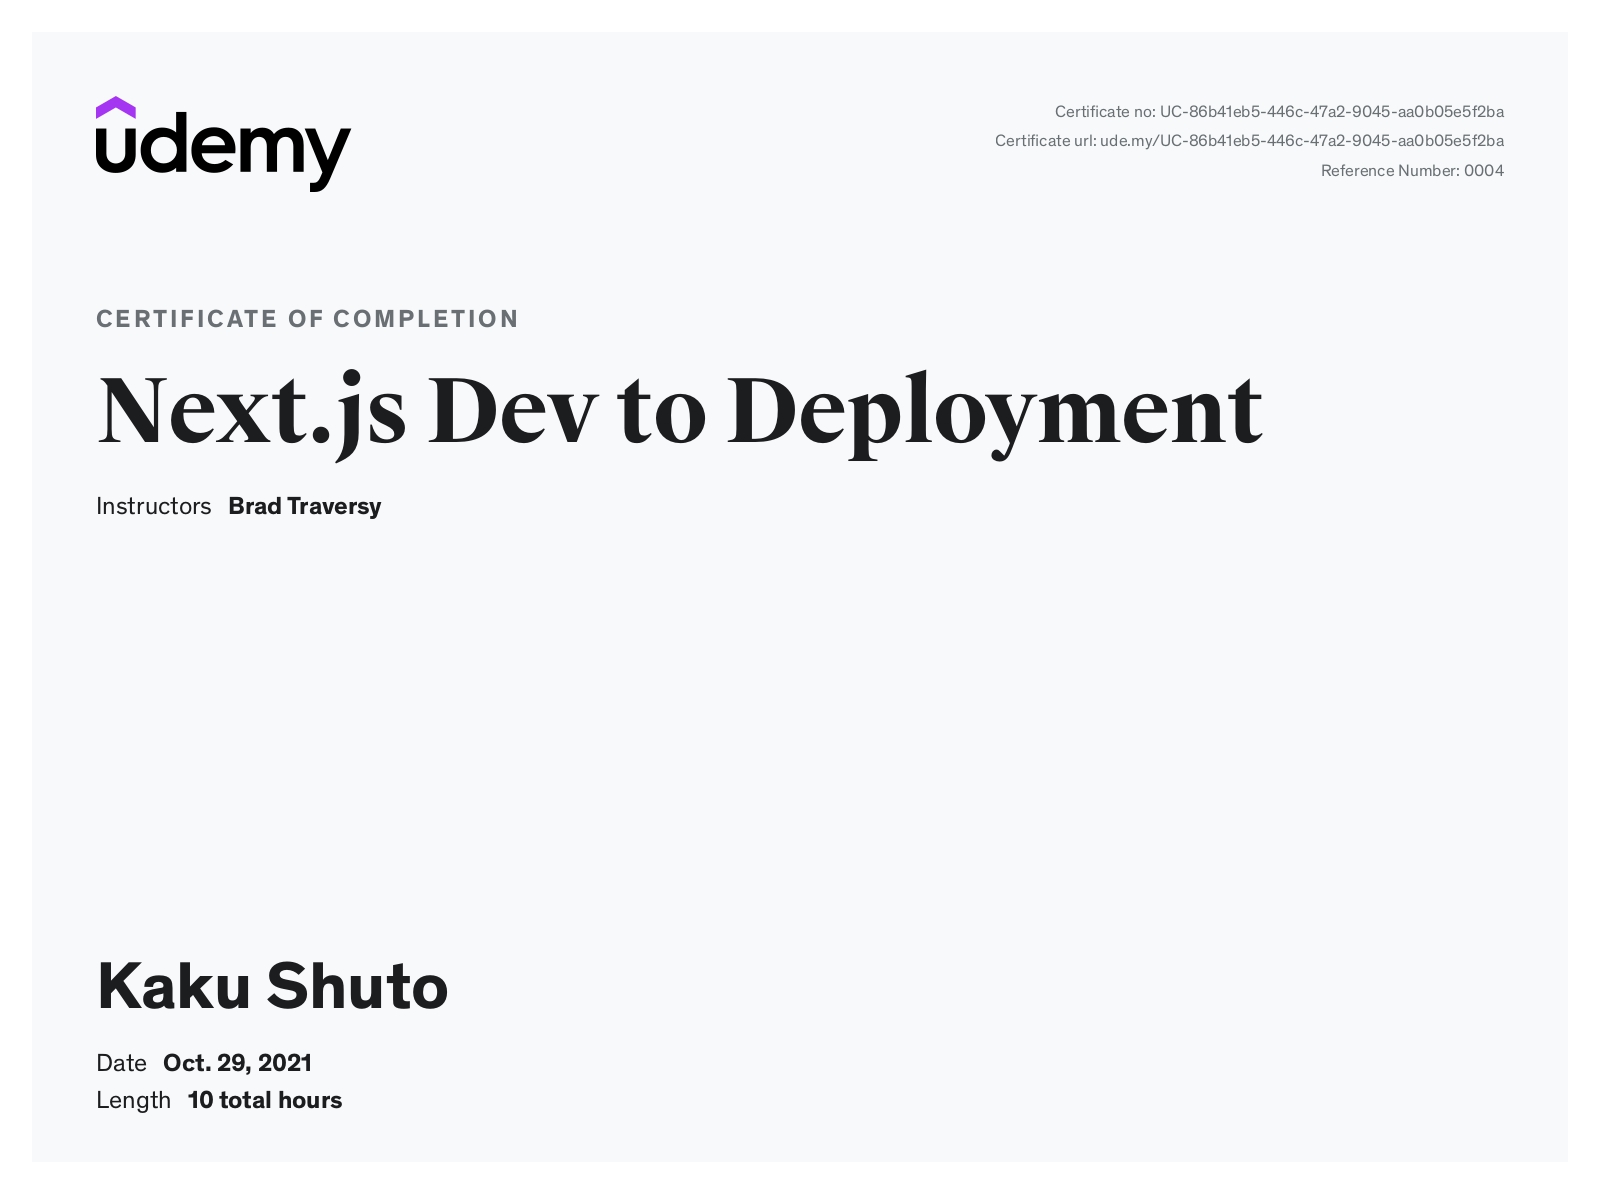 udemy
Certificate no: UC-86b41eb5-446c-47a2-9045-aa0b05e5f2ba
Certificate url: ude.my/UC-86b41eb5-446c-47a2-9045-aa0b05e5f2ba
Reference Number: 0004
CERTIFICATE OF COMPLETION
Next.js Dev to Deployment
Instructors Brad Traversy
Kaku Shuto
Date Oct. 29, 2021
Length 10 total hours